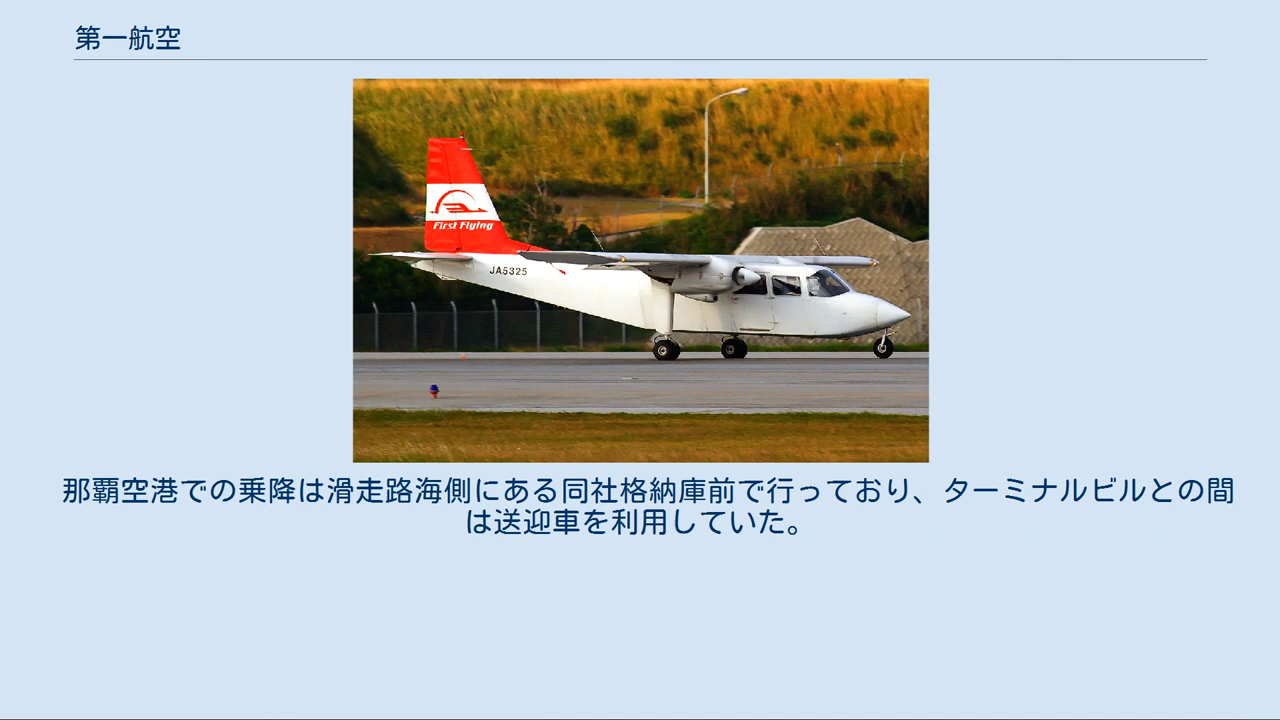 第一航空
First Flying
JA5325
那覇空港での乗降は滑走路海側にある同社格納庫前で行っており、ターミナルビルとの間
は送迎車を利用していた。